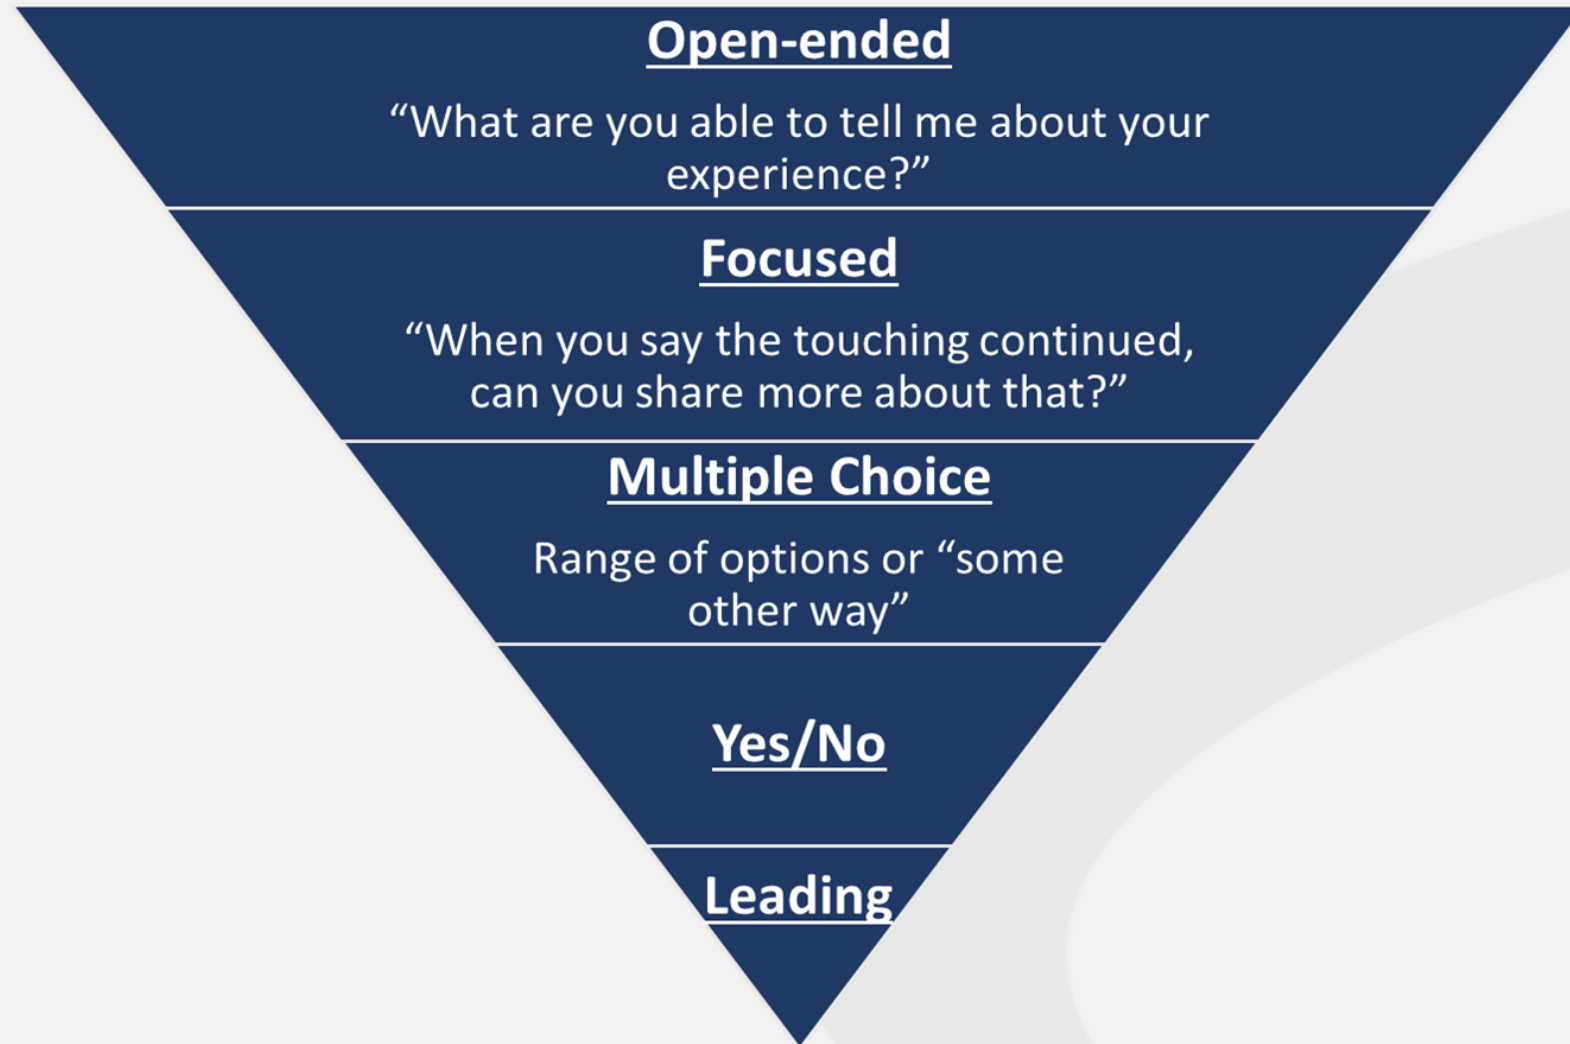 Open-ended
“What are you able to tell me about your
experience?”
Focused
“When you say the touching continued,
can you share more about that?”
Multiple Choice
Range of options or “some
other way”
Yes/No
Leading